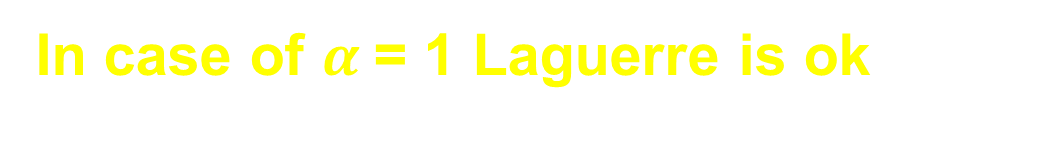 In case of 𝜶 = 1 Laguerre is ok